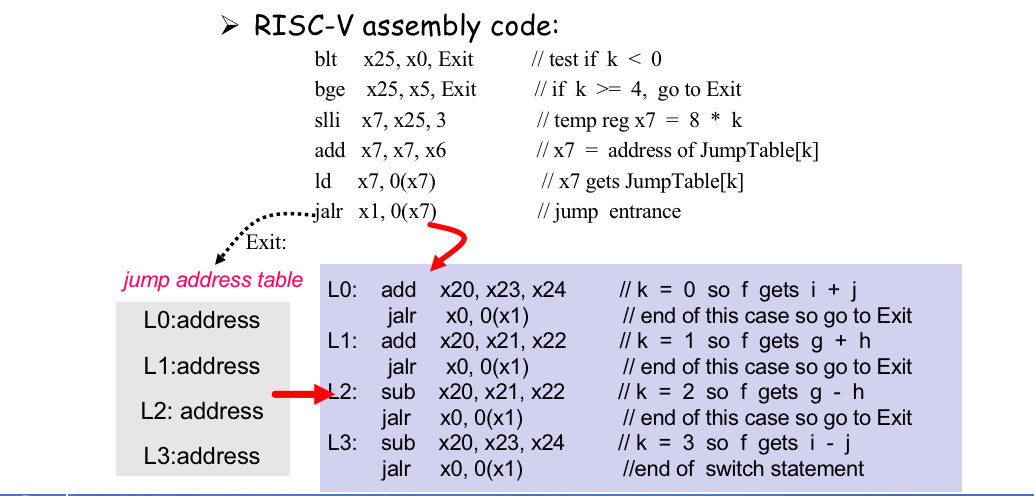 ➢ RISC-V assembly code:
blt x25, x0, Exit // test if k < 0
bge x25, x5, Exit // if k >= 4, go to Exit
slli x7, x25, 3 // temp reg x7 = 8 * k
add x7, x7, x6 // x7 = address of JumpTable[k]
ld x7, 0(x7) // x7 gets JumpTable[k]
jalr x1, 0(x7) // jump entrance
Exit:
jump address table
L0:address
L1:address
L2: address
L3:address
L0: add x20, x23, x24 // k = 0 so f gets i + j
jalr x0, 0(x1) // end of this case so go to Exit
L1: add x20, x21, x22 // k = 1 so f gets g + h
jalr x0, 0(x1) // end of this case so go to Exit
L2: sub x20, x21, x22 // k = 2 so f gets g - h
jalr x0, 0(x1) // end of this case so go to Exit
L3: sub x20, x23, x24 // k = 3 so f gets i - j
jalr x0, 0(x1) //end of switch statement